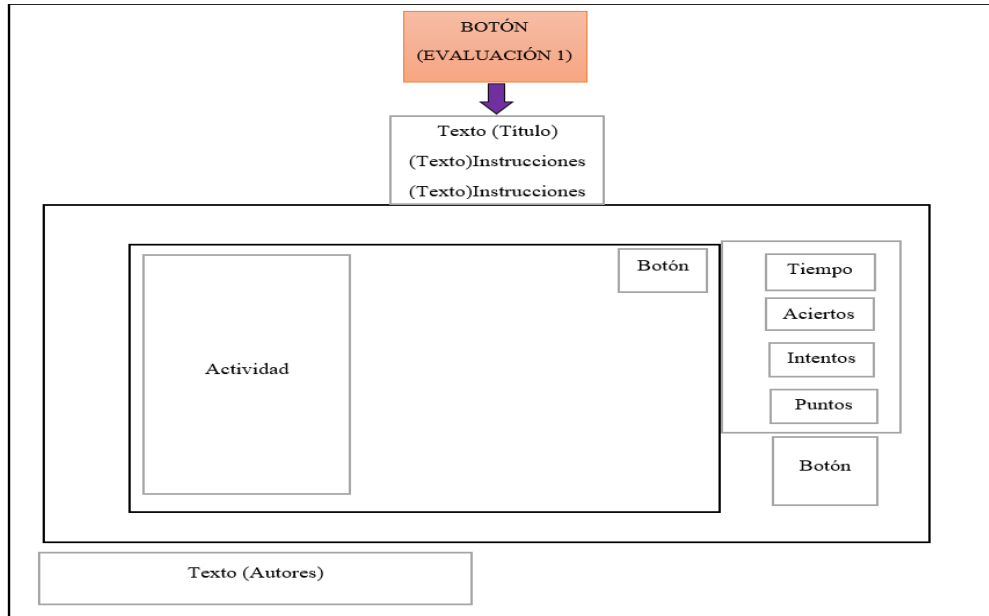 BOTÓN
(EVALUACIÓN 1)
Texto (Título)
(Texto)Instrucciones
(Texto)Instrucciones
Actividad
Botón
Tiempo
Aciertos
Intentos
Puntos
Botón
Texto (Autores)